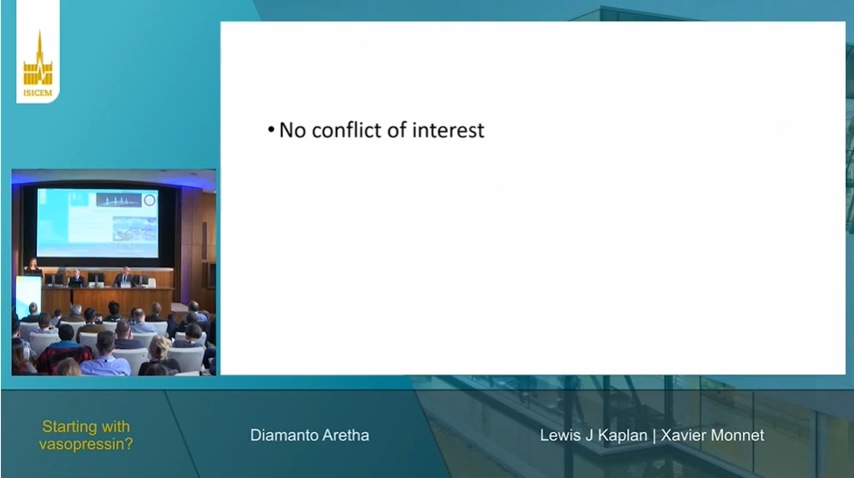 ISICEM
• No conflict of interest
Starting with
vasopressin?
Diamanto Aretha
Lewis J Kaplan | Xavier Monnet